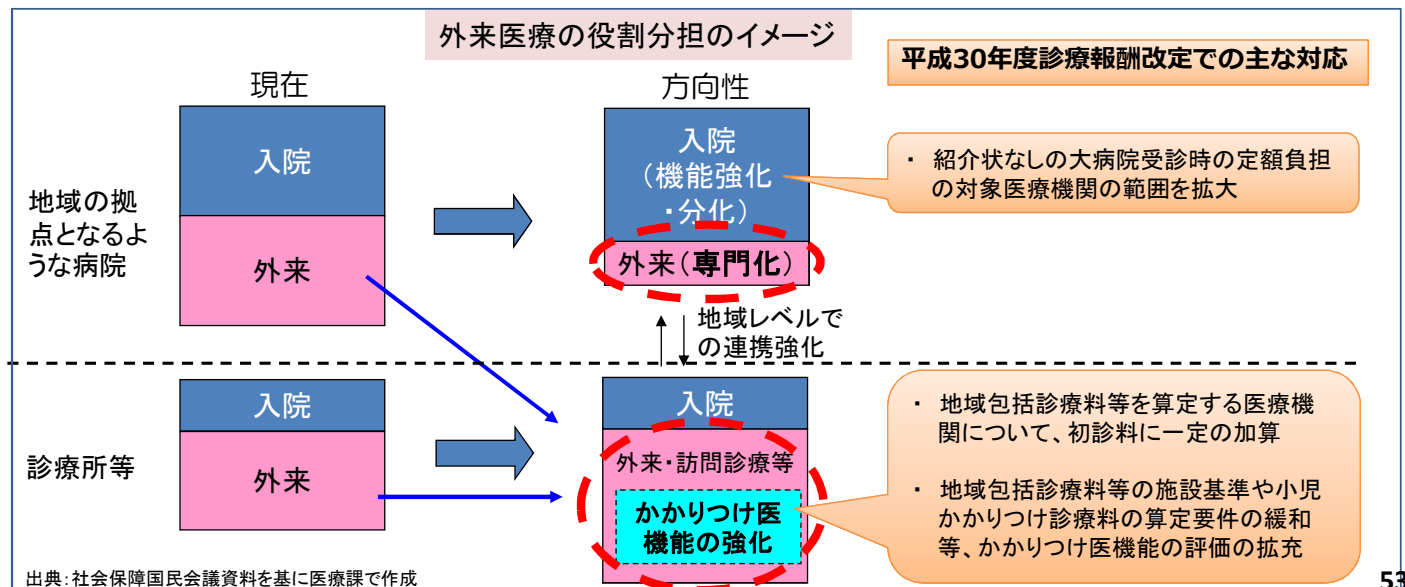 外来医療の役割分担のイメージ
平成30年度診療報酬改定での主な対応
現在
方向性
地域の拠
点となるよ
うな病院
入院
外来
入院
(機能強化
・分化)
外来(専門化)
・ 紹介状なしの大病院受診時の定額負担
の対象医療機関の範囲を拡大
地域レベルで
の連携強化
診療所等
入院
外来
入院
外来・訪問診療等
かかりつけ医
機能の強化
・ 地域包括診療料等を算定する医療機
関について、初診料に一定の加算
・ 地域包括診療料等の施設基準や小児
かかりつけ診療料の算定要件の緩和
等、かかりつけ医機能の評価の拡充
出典:社会保障国民会議資料を基に医療課で作成
53